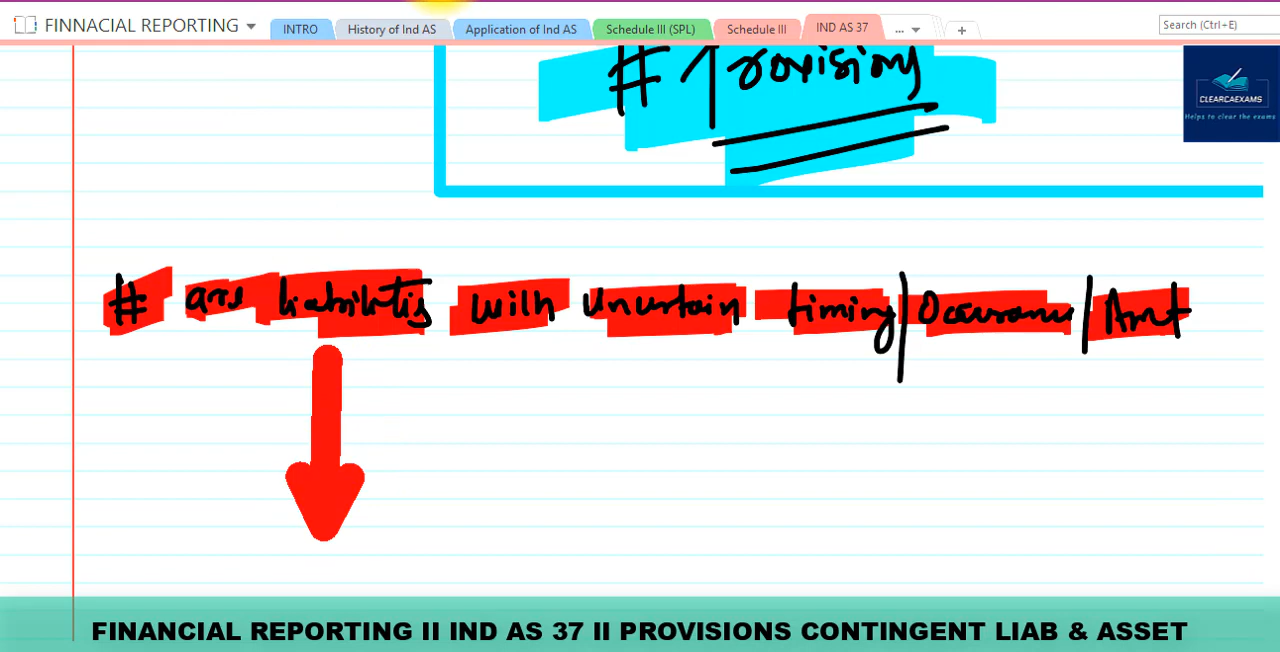 FINNACIAL REPORTING
INTRO
History of Ind AS
Application of Ind AS
Schedule III (SPL)
Schedule III
IND AS 37
...
Search (Ctrl+E)
# Provision
CLEARCAEXAMS
Helps to clear the exams
# are liabilities with uncertain timing/Occurance/Amt
FINANCIAL REPORTING II IND AS 37 II PROVISIONS CONTINGENT LIAB & ASSET